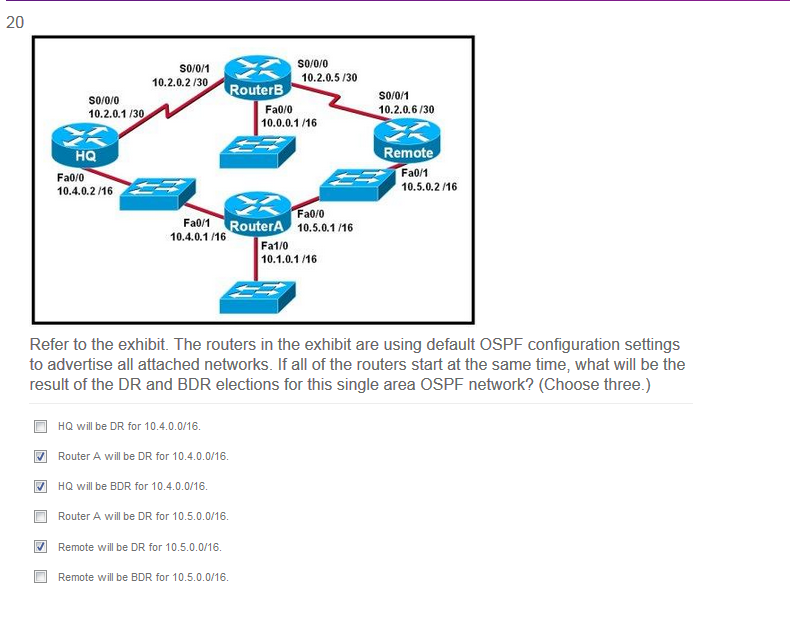 20
S0/0/1
10.2.0.2 /30
RouterB
S0/0/0
10.2.0.5 /30
S0/0/0
10.2.0.1 /30
Fa0/0
10.0.0.1 /16
S0/0/1
10.2.0.6 /30
HQ
Remote
Fa0/0
10.4.0.2 /16
Fa0/1
10.5.0.2 /16
Fa0/1
10.4.0.1 /16
RouterA
Fa0/0
10.5.0.1 /16
Fa1/0
10.1.0.1 /16
Refer to the exhibit. The routers in the exhibit are using default OSPF configuration settings
to advertise all attached networks. If all of the routers start at the same time, what will be the
result of the DR and BDR elections for this single area OSPF network? (Choose three.)
HQ will be DR for 10.4.0.0/16.
Router A will be DR for 10.4.0.0/16.
HQ will be BDR for 10.4.0.0/16.
Router A will be DR for 10.5.0.0/16.
Remote will be DR for 10.5.0.0/16.
Remote will be BDR for 10.5.0.0/16.